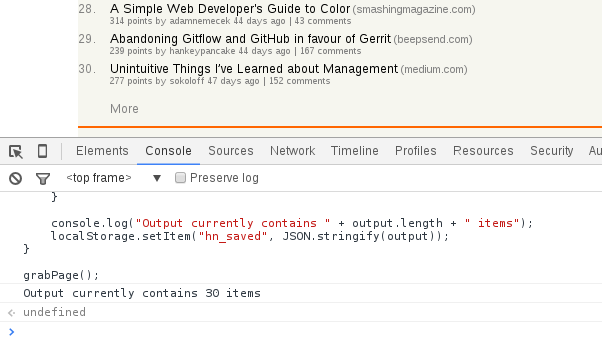 28. A Simple Web Developer's Guide to Color (smashingmagazine.com)
314 points by adamnemecek 44 days ago | 43 comments
29. Abandoning Gitflow and GitHub in favour of Gerrit (beepsend.com)
239 points by hankeypancake 44 days ago | 167 comments
30. Unintuitive Things I've Learned about Management (medium.com)
277 points by sokoloff 47 days ago | 152 comments
More
Elements Console Sources Network Timeline Profiles Resources Security Au
<top frame> ▼ Preserve log
}
console.log("Output currently contains " + output.length + " items");
localStorage.setItem("hn_saved", JSON.stringify(output));
}
grabPage();
Output currently contains 30 items
undefined